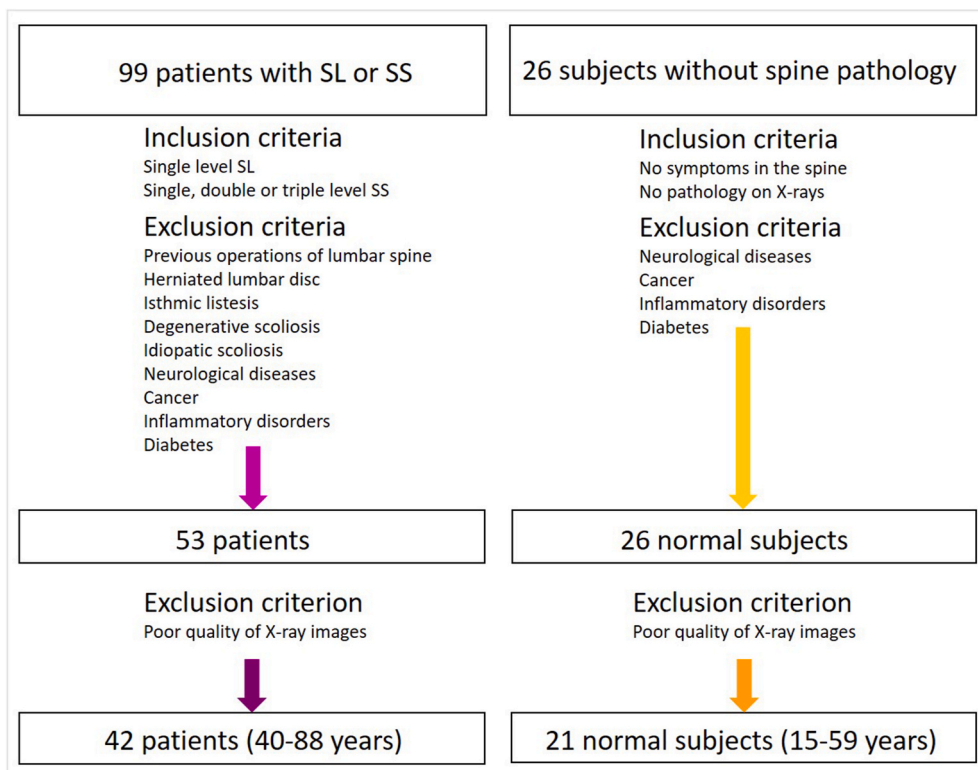 99 patients with SL or SS
Inclusion criteria
Single level SL
Single, double or triple level SS
Exclusion criteria
Previous operations of lumbar spine
Herniated lumbar disc
Isthmic listesis
Degenerative scoliosis
Idiopatic scoliosis
Neurological diseases
Cancer
Inflammatory disorders
Diabetes
53 patients
Exclusion criterion
Poor quality of X-ray images
42 patients (40-88 years)
26 subjects without spine pathology
Inclusion criteria
No symptoms in the spine
No pathology on X-rays
Exclusion criteria
Neurological diseases
Cancer
Inflammatory disorders
Diabetes
26 normal subjects
Exclusion criterion
Poor quality of X-ray images
21 normal subjects (15-59 years)